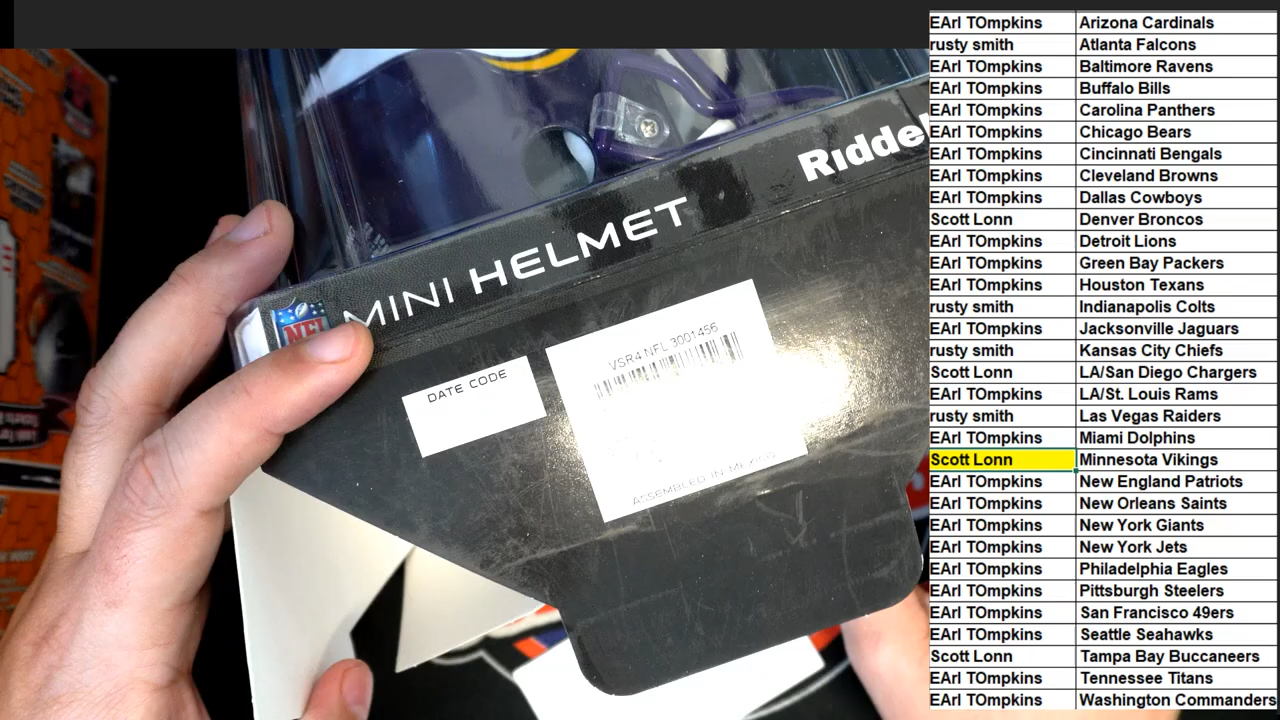 Ridde
MINI HELMET
NFL
DATE CODE
VSR4 NFL 3001456
ASSEMBLED IN MEXICO
EArl TOmpkins Arizona Cardinals
rusty smith Atlanta Falcons
EArl TOmpkins Baltimore Ravens
EArl TOmpkins Buffalo Bills
EArl TOmpkins Carolina Panthers
EArl TOmpkins Chicago Bears
EArl TOmpkins Cincinnati Bengals
EArl TOmpkins Cleveland Browns
EArl TOmpkins Dallas Cowboys
Scott Lonn Denver Broncos
EArl TOmpkins Detroit Lions
EArl TOmpkins Green Bay Packers
EArl TOmpkins Houston Texans
rusty smith Indianapolis Colts
EArl TOmpkins Jacksonville Jaguars
rusty smith Kansas City Chiefs
Scott Lonn LA/San Diego Chargers
EArl TOmpkins LA/St. Louis Rams
rusty smith Las Vegas Raiders
EArl TOmpkins Miami Dolphins
Scott Lonn Minnesota Vikings
EArl TOmpkins New England Patriots
EArl TOmpkins New Orleans Saints
EArl TOmpkins New York Giants
EArl TOmpkins New York Jets
EArl TOmpkins Philadelphia Eagles
EArl TOmpkins Pittsburgh Steelers
EArl TOmpkins San Francisco 49ers
EArl TOmpkins Seattle Seahawks
Scott Lonn Tampa Bay Buccaneers
EArl TOmpkins Tennessee Titans
EArl TOmpkins Washington Commanders